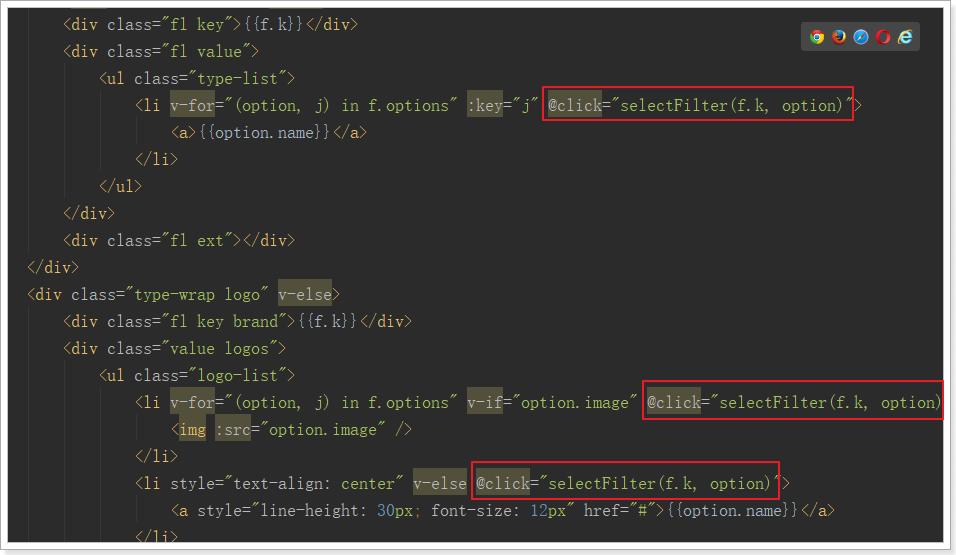 <div class="fl key">{{f.k}}</div>
<div class="fl value">
<ul class="type-list">
<li v-for="(option, j) in f.options" :key="j" @click="selectFilter(f.k, option)">
<a>{{option.name}}</a>
</li>
</ul>
</div>
<div class="fl ext"></div>
</div>
<div class="type-wrap logo" v-else>
<div class="fl key brand">{{f.k}}</div>
<div class="value logos">
<ul class="logo-list">
<li v-for="(option, j) in f.options" v-if="option.image" @click="selectFilter(f.k, option)
<img :src="option.image" />
</li>
<li style="text-align: center" v-else @click="selectFilter(f.k, option)">
<a style="line-height: 30px; font-size: 12px" href="#">{{option.name}}</a>
</li>